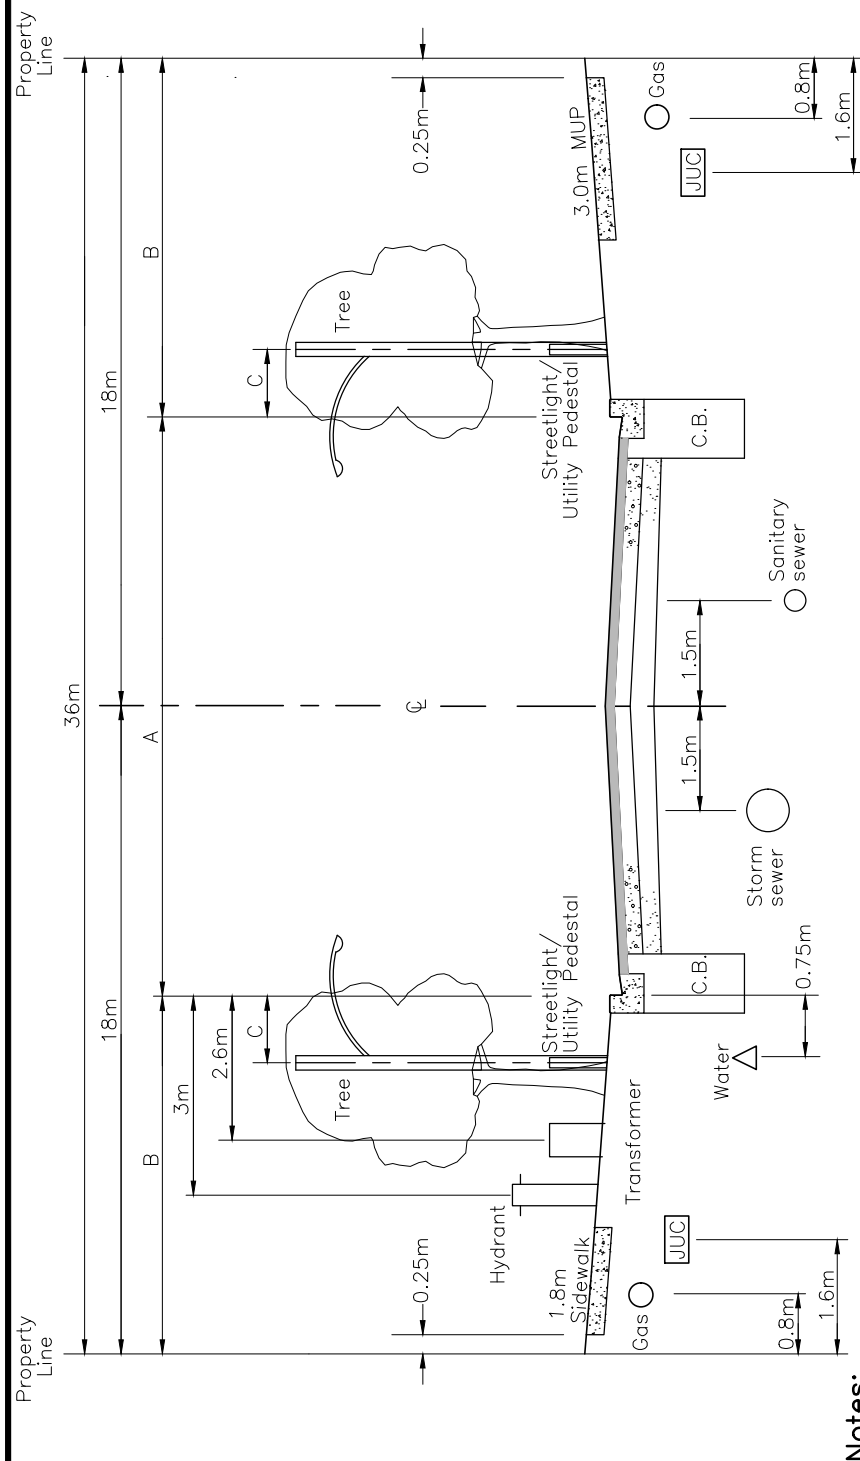 Property
Line
Property
Line
36m
18m
18m
B
A
B
3m
2.6m
C
C
0.25m
0.25m
Tree
Tree
℄
Hydrant
Transformer
Streetlight/
Utility Pedestal
Streetlight/
Utility Pedestal
1.8m
Sidewalk
3.0m MUP
Gas
JUC
Water
C.B.
C.B.
Gas
JUC
Storm
sewer
Sanitary
sewer
1.5m
1.5m
0.8m
1.6m
0.75m
0.8m
1.6m
Notes: